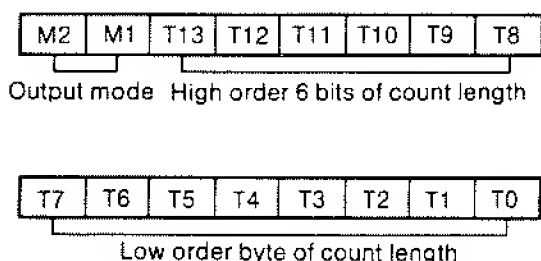 M2 M1 T13 T12 T11 T10 T9 T8
Output mode High order 6 bits of count length
T7 T6 T5 T4 T3 T2 T1 T0
Low order byte of count length